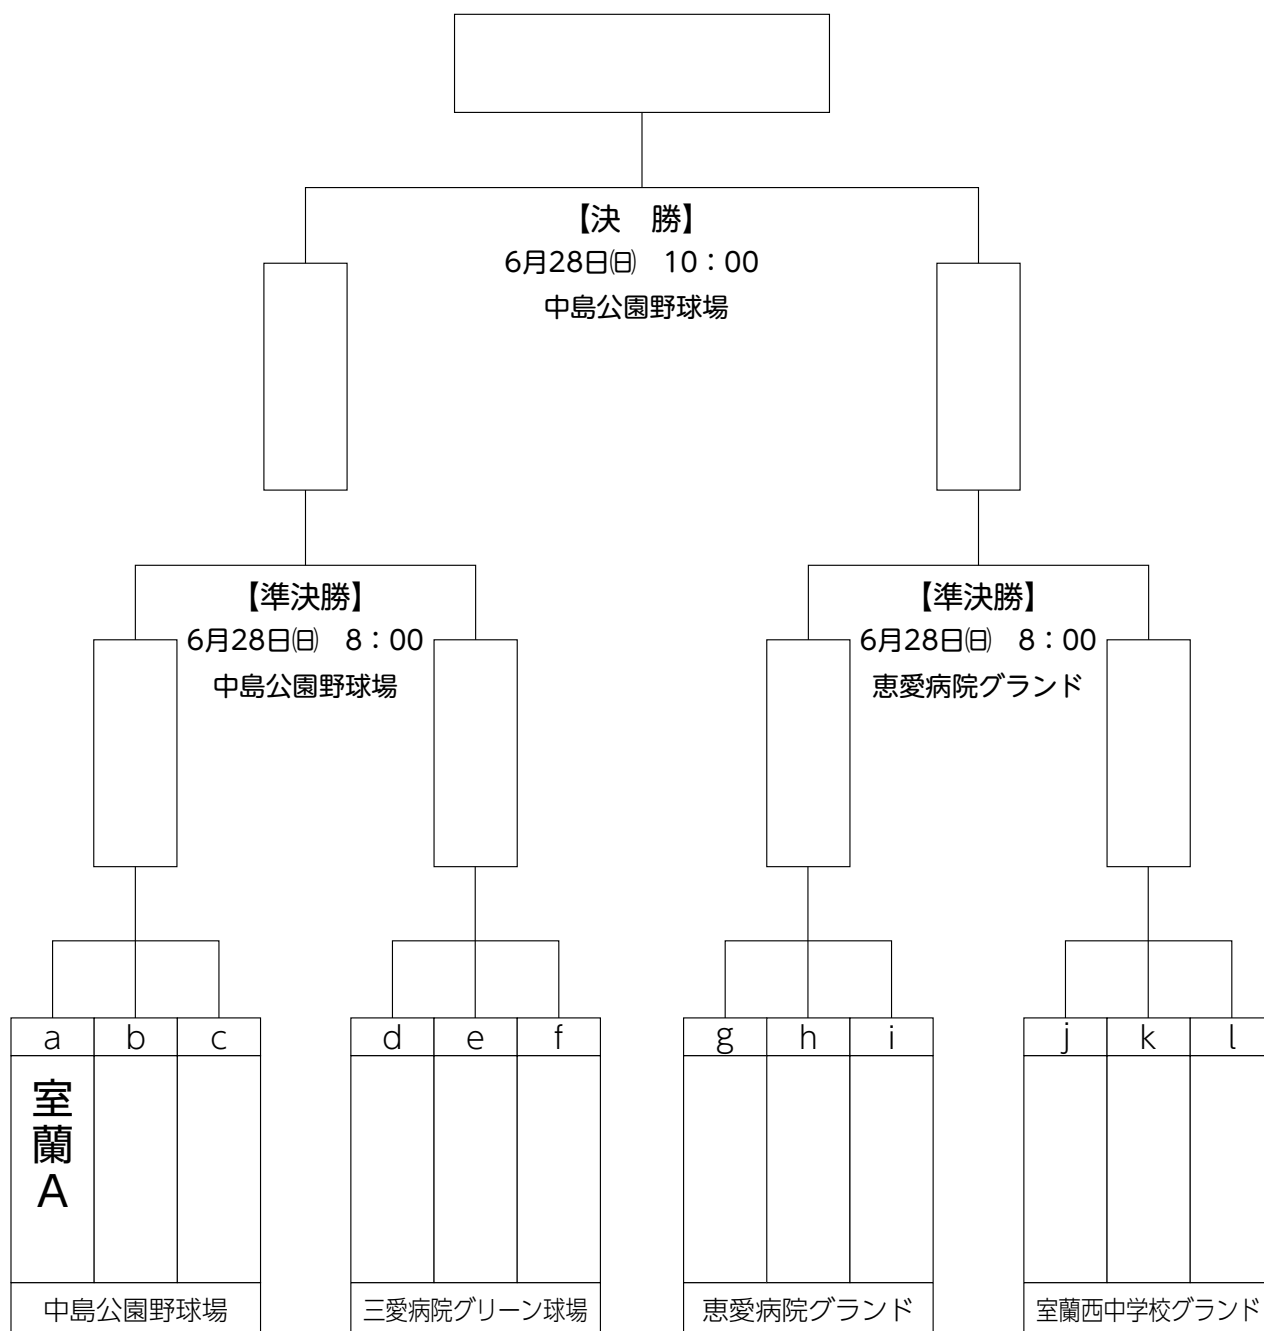 【決　勝】
6月28日㈰　10：00
中島公園野球場
【準決勝】
6月28日㈰　8：00
中島公園野球場
【準決勝】
6月28日㈰　8：00
恵愛病院グランド
a b c
d e f
g h i
j k l
室蘭A
中島公園野球場
三愛病院グリーン球場
恵愛病院グランド
室蘭西中学校グランド